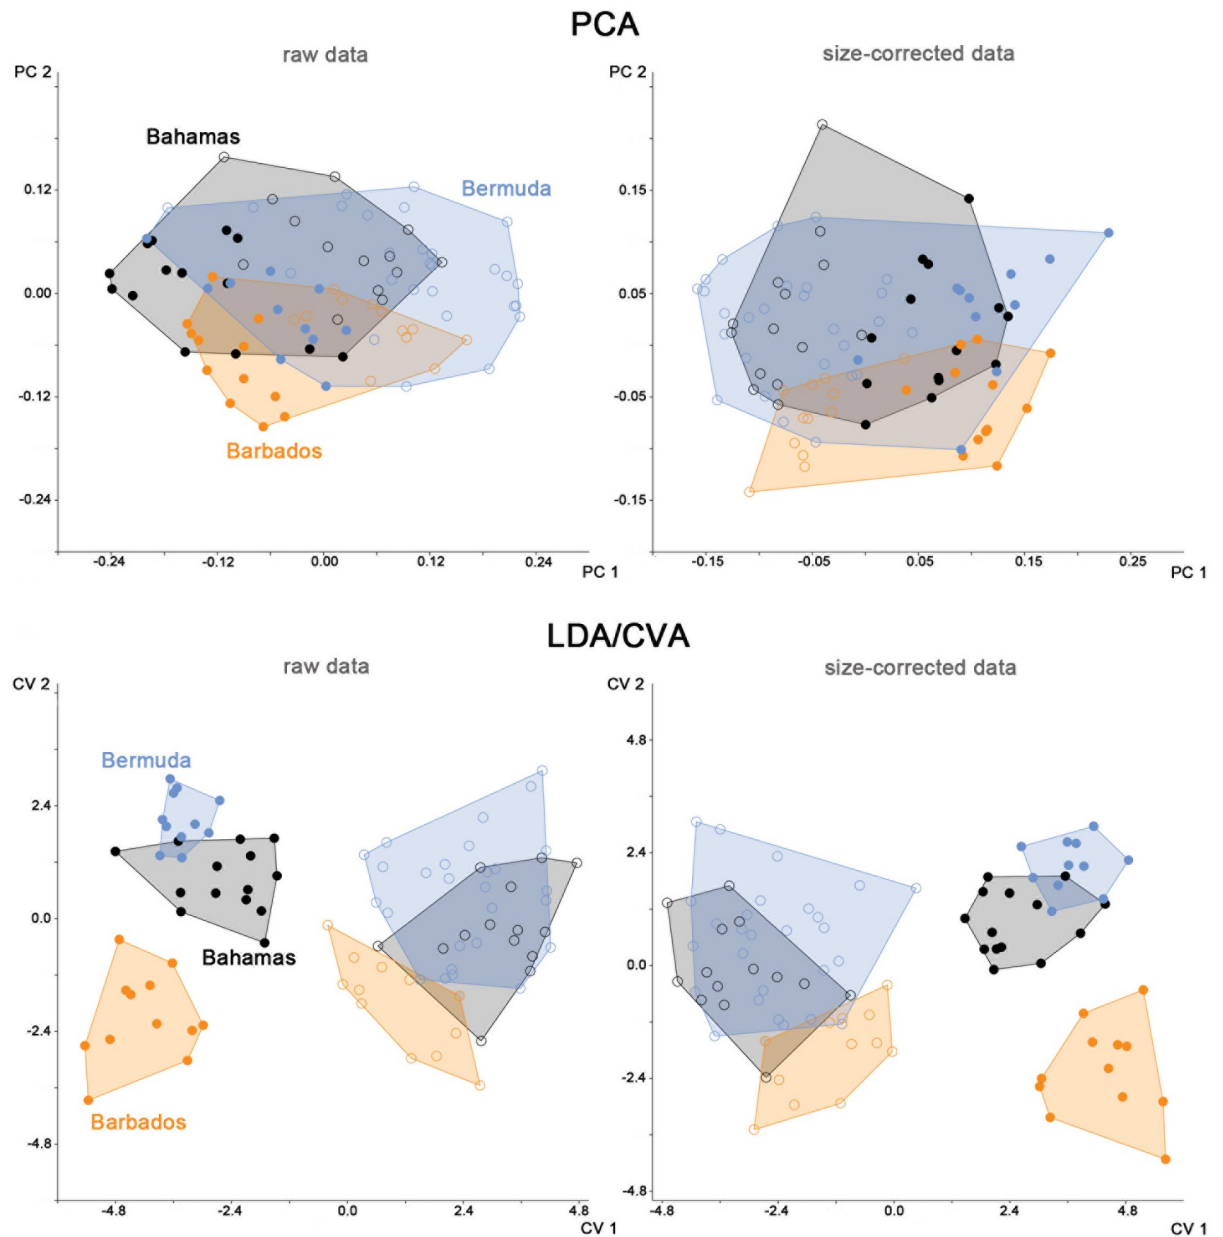 PCA
raw data
size-corrected data
PC 2
PC 2
Bahamas
Bermuda
0.12
0.00
-0.12
-0.24
Barbados
0.15
0.05
-0.05
-0.15
-0.24
-0.12
0.00
0.12
0.24
PC 1
-0.15
-0.05
0.05
0.15
0.25
PC 1
LDA/CVA
raw data
size-corrected data
CV 2
CV 2
Bermuda
2.4
0.0
-2.4
-4.8
Bahamas
Barbados
4.8
2.4
0.0
-2.4
-4.8
-4.8
-2.4
0.0
2.4
4.8
CV 1
-4.8
-2.4
0.0
2.4
4.8
CV 1